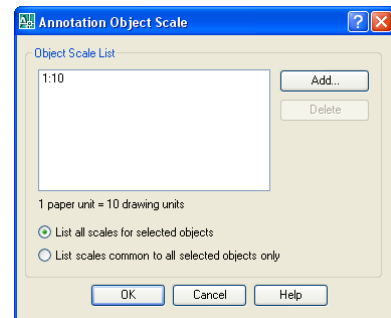 Annotation Object Scale
Object Scale List
1:10
Add...
Delete
1 paper unit = 10 drawing units
List all scales for selected objects
List scales common to all selected objects only
OK Cancel Help